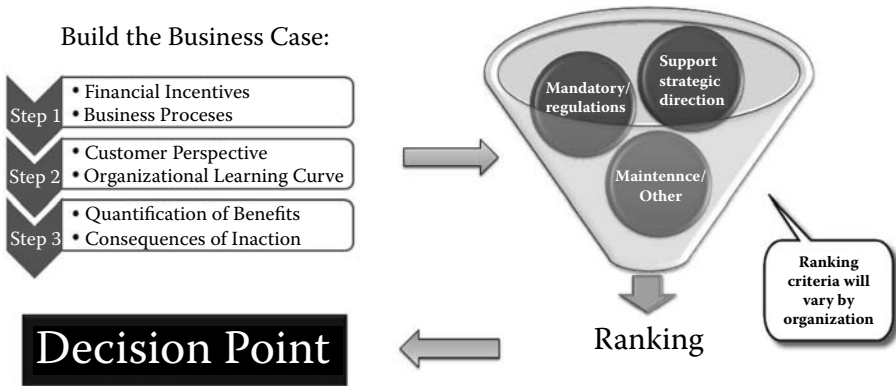 Build the Business Case:
Step 1
• Financial Incentives
• Business Proceses
Step 2
• Customer Perspective
• Organizational Learning Curve
Step 3
• Quantification of Benefits
• Consequences of Inaction
Mandatory/
regulations
Support
strategic
direction
Maintennce/
Other
Ranking
criteria will
vary by
organization
Ranking
Decision Point